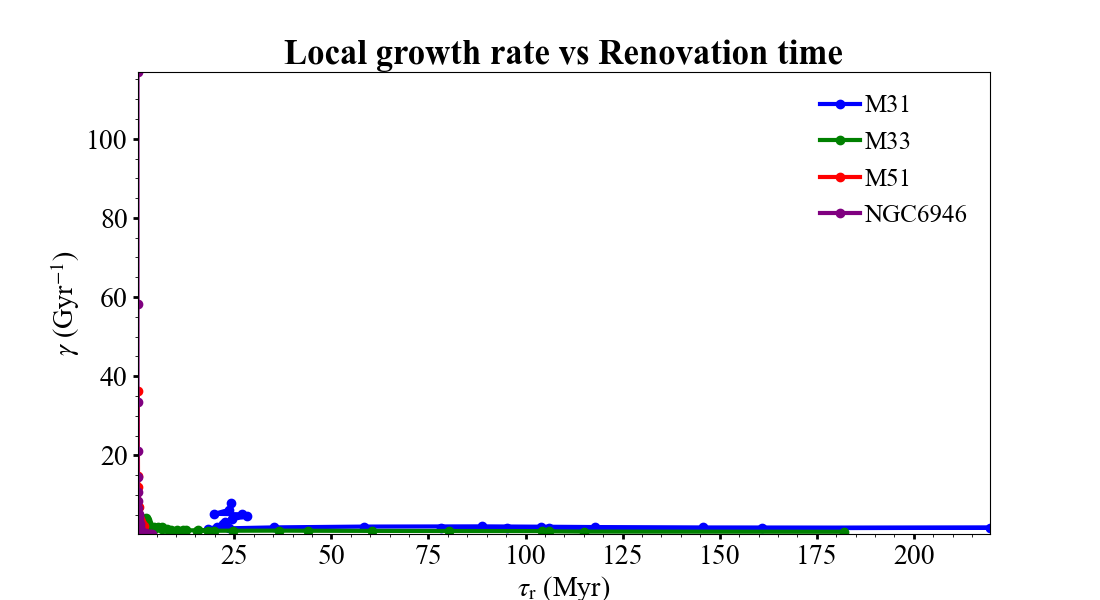 Local growth rate vs Renovation time
M31
M33
M51
NGC6946
100
80
60
40
20
γ (Gyr⁻¹)
25 50 75 100 125 150 175 200
τᵣ (Myr)